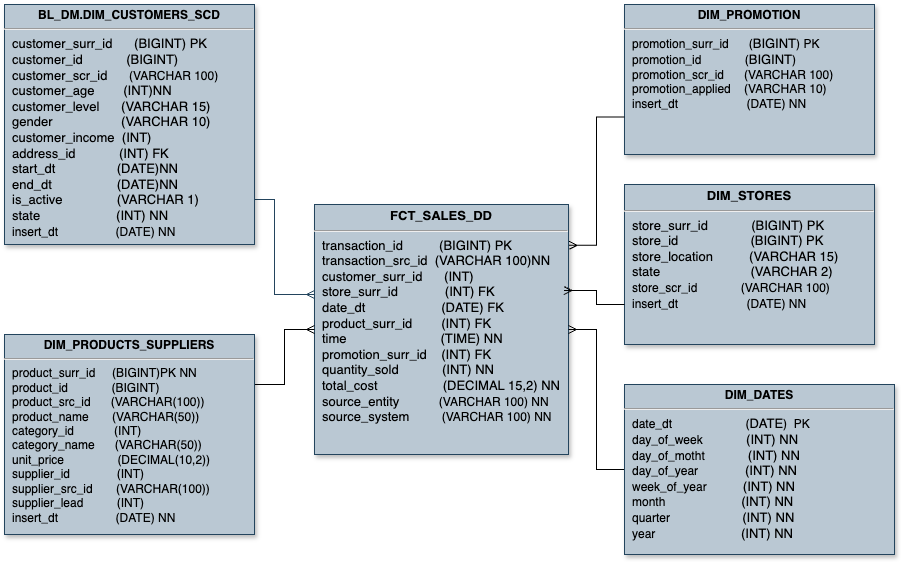 BL_DM.DIM_CUSTOMERS_SCD
customer_surr_id (BIGINT) PK
customer_id (BIGINT)
customer_scr_id (VARCHAR 100)
customer_age (INT)NN
customer_level (VARCHAR 15)
gender (VARCHAR 10)
customer_income (INT)
address_id (INT) FK
start_dt (DATE)NN
end_dt (DATE)NN
is_active (VARCHAR 1)
state (INT) NN
insert_dt (DATE) NN
DIM_PRODUCTS_SUPPLIERS
product_surr_id (BIGINT)PK NN
product_id (BIGINT)
product_src_id (VARCHAR(100))
product_name (VARCHAR(50))
category_id (INT)
category_name (VARCHAR(50))
unit_price (DECIMAL(10,2))
supplier_id (INT)
supplier_src_id (VARCHAR(100))
supplier_lead (INT)
insert_dt (DATE) NN
FCT_SALES_DD
transaction_id (BIGINT) PK
transaction_src_id (VARCHAR 100)NN
customer_surr_id (INT)
store_surr_id (INT) FK
date_dt (DATE) FK
product_surr_id (INT) FK
time (TIME) NN
promotion_surr_id (INT) FK
quantity_sold (INT) NN
total_cost (DECIMAL 15,2) NN
source_entity (VARCHAR 100) NN
source_system (VARCHAR 100) NN
DIM_PROMOTION
promotion_surr_id (BIGINT) PK
promotion_id (BIGINT)
promotion_scr_id (VARCHAR 100)
promotion_applied (VARCHAR 10)
insert_dt (DATE) NN
DIM_STORES
store_surr_id (BIGINT) PK
store_id (BIGINT) PK
store_location (VARCHAR 15)
state (VARCHAR 2)
store_scr_id (VARCHAR 100)
insert_dt (DATE) NN
DIM_DATES
date_dt (DATE) PK
day_of_week (INT) NN
day_of_motht (INT) NN
day_of_year (INT) NN
week_of_year (INT) NN
month (INT) NN
quarter (INT) NN
year (INT) NN